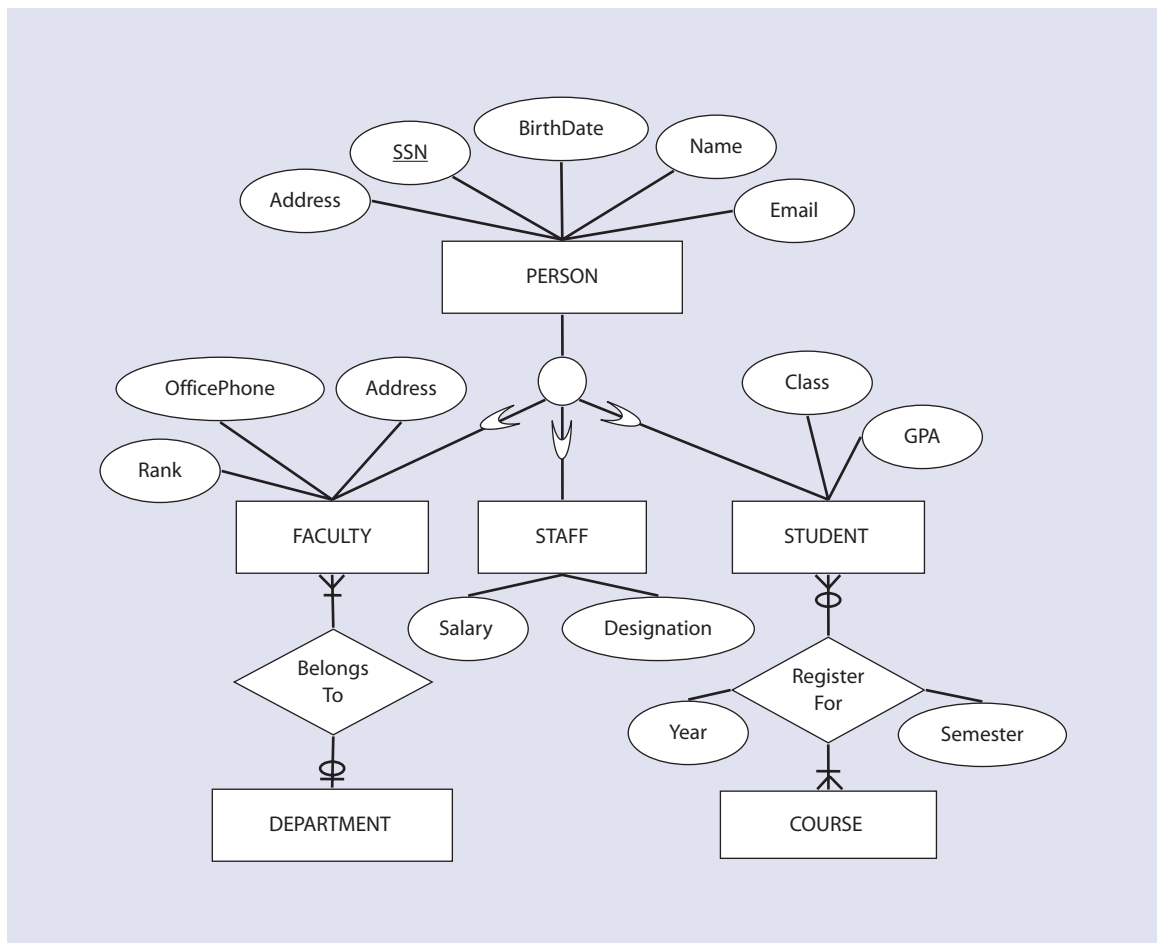 BirthDate
SSN
Name
Address
Email
PERSON
OfficePhone
Address
Class
Rank
GPA
FACULTY
STAFF
STUDENT
Salary
Designation
Belongs
To
Register
For
Year
Semester
DEPARTMENT
COURSE